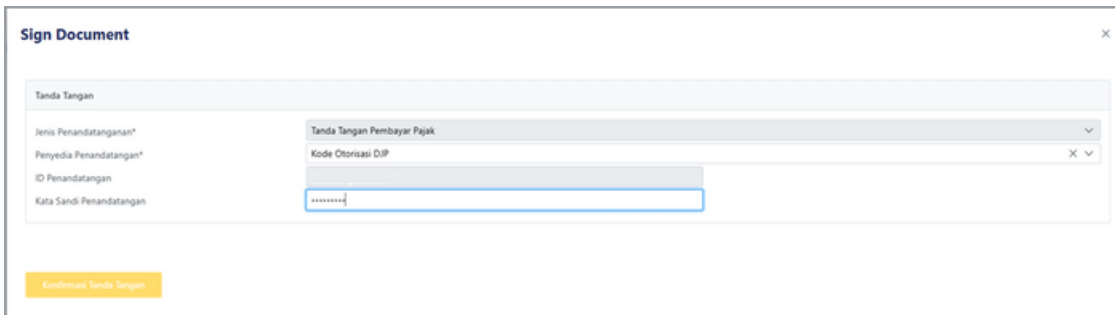 Sign Document
Tanda Tangan
Jenis Penandatanganan*
Tanda Tangan Pembayar Pajak
Penyedia Penandatangan*
Kode Otorisasi DJP
ID Penandatangan
Kata Sandi Penandatangan
Konfirmasi Tanda Tangan